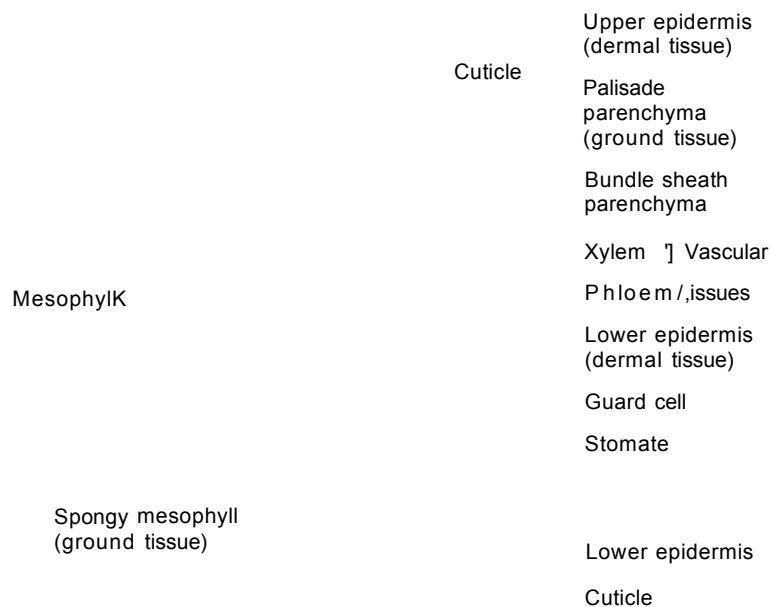 Upper epidermis
(dermal tissue)
Cuticle
Palisade
parenchyma
(ground tissue)
Bundle sheath
parenchyma
Xylem '] Vascular
MesophylK
Phloem/,issues
Lower epidermis
(dermal tissue)
Guard cell
Stomate
Spongy mesophyll
(ground tissue)
Lower epidermis
Cuticle